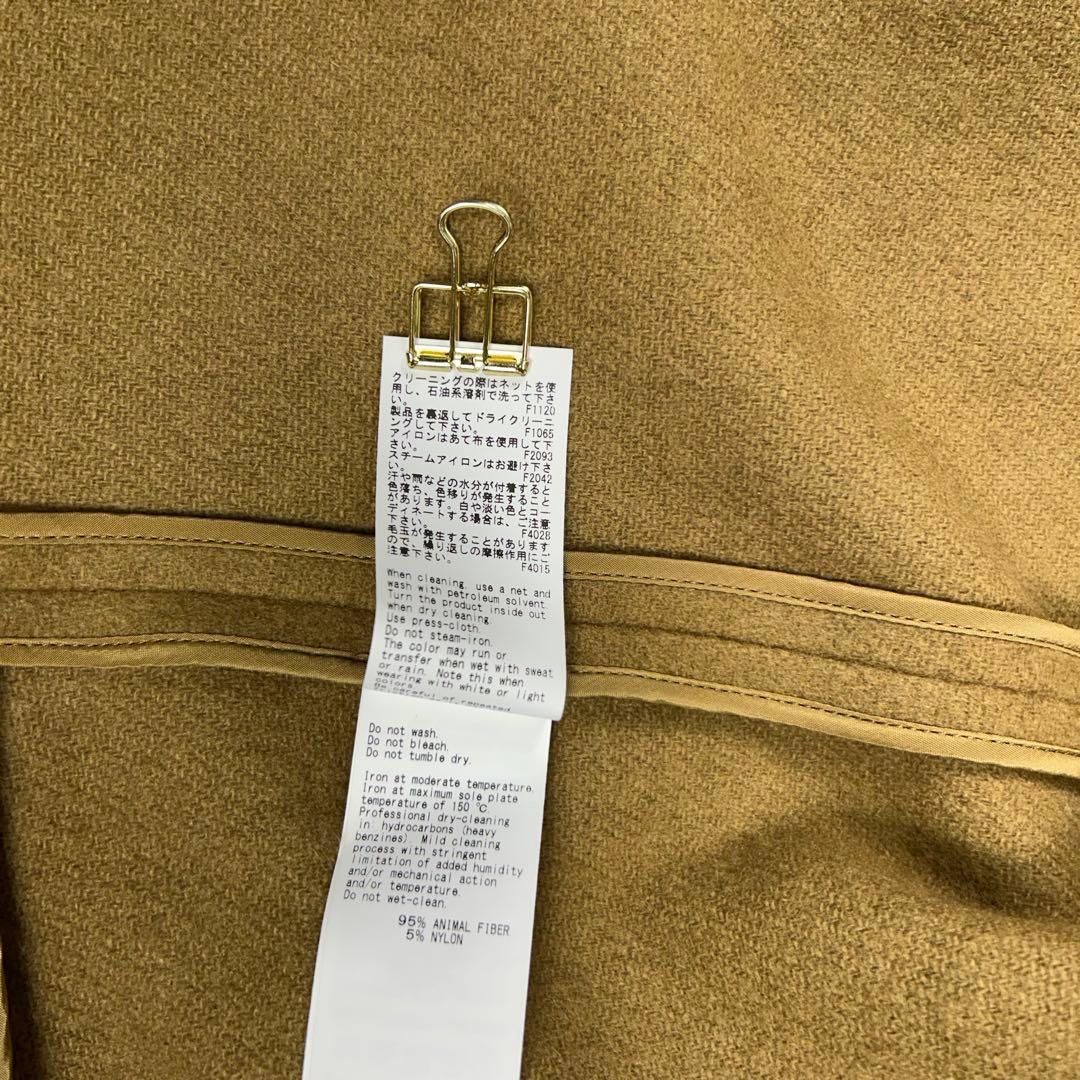 クリーニングの際はネットを使
用し、石油系溶剤で洗って下さ
い。 F1120
製品を裏返してドライクリーニ
ングして下さい。 F1065
アイロンはあて布を使用して下
さい。 F2093
スチームアイロンはお避け下さ
い。 F2042
汗や雨などの水分が付着すると
色落ち、色移りが発生すること
があります。白や淡い色とコー
ディネートする場合は、ご注意
下さい。 F4028
毛玉が発生することがあります
ので、繰り返しの摩擦作用にご
注意下さい。 F4015
When cleaning, use a net and
wash with petroleum solvent.
Turn the product inside out
when dry cleaning.
Use press-cloth.
Do not steam-iron.
The color may run or
transfer when wet with sweat
or rain. Note this when
wearing with white or light
colors.
Be careful of repeated
Do not wash.
Do not bleach.
Do not tumble dry.
Iron at moderate temperature.
Iron at maximum sole plate
temperature of 150 ℃.
Professional dry-cleaning
in: hydrocarbons (heavy
benzines). Mild cleaning
process with stringent
limitation of added humidity
and/or mechanical action
and/or temperature.
Do not wet-clean.
95% ANIMAL FIBER
5% NYLON